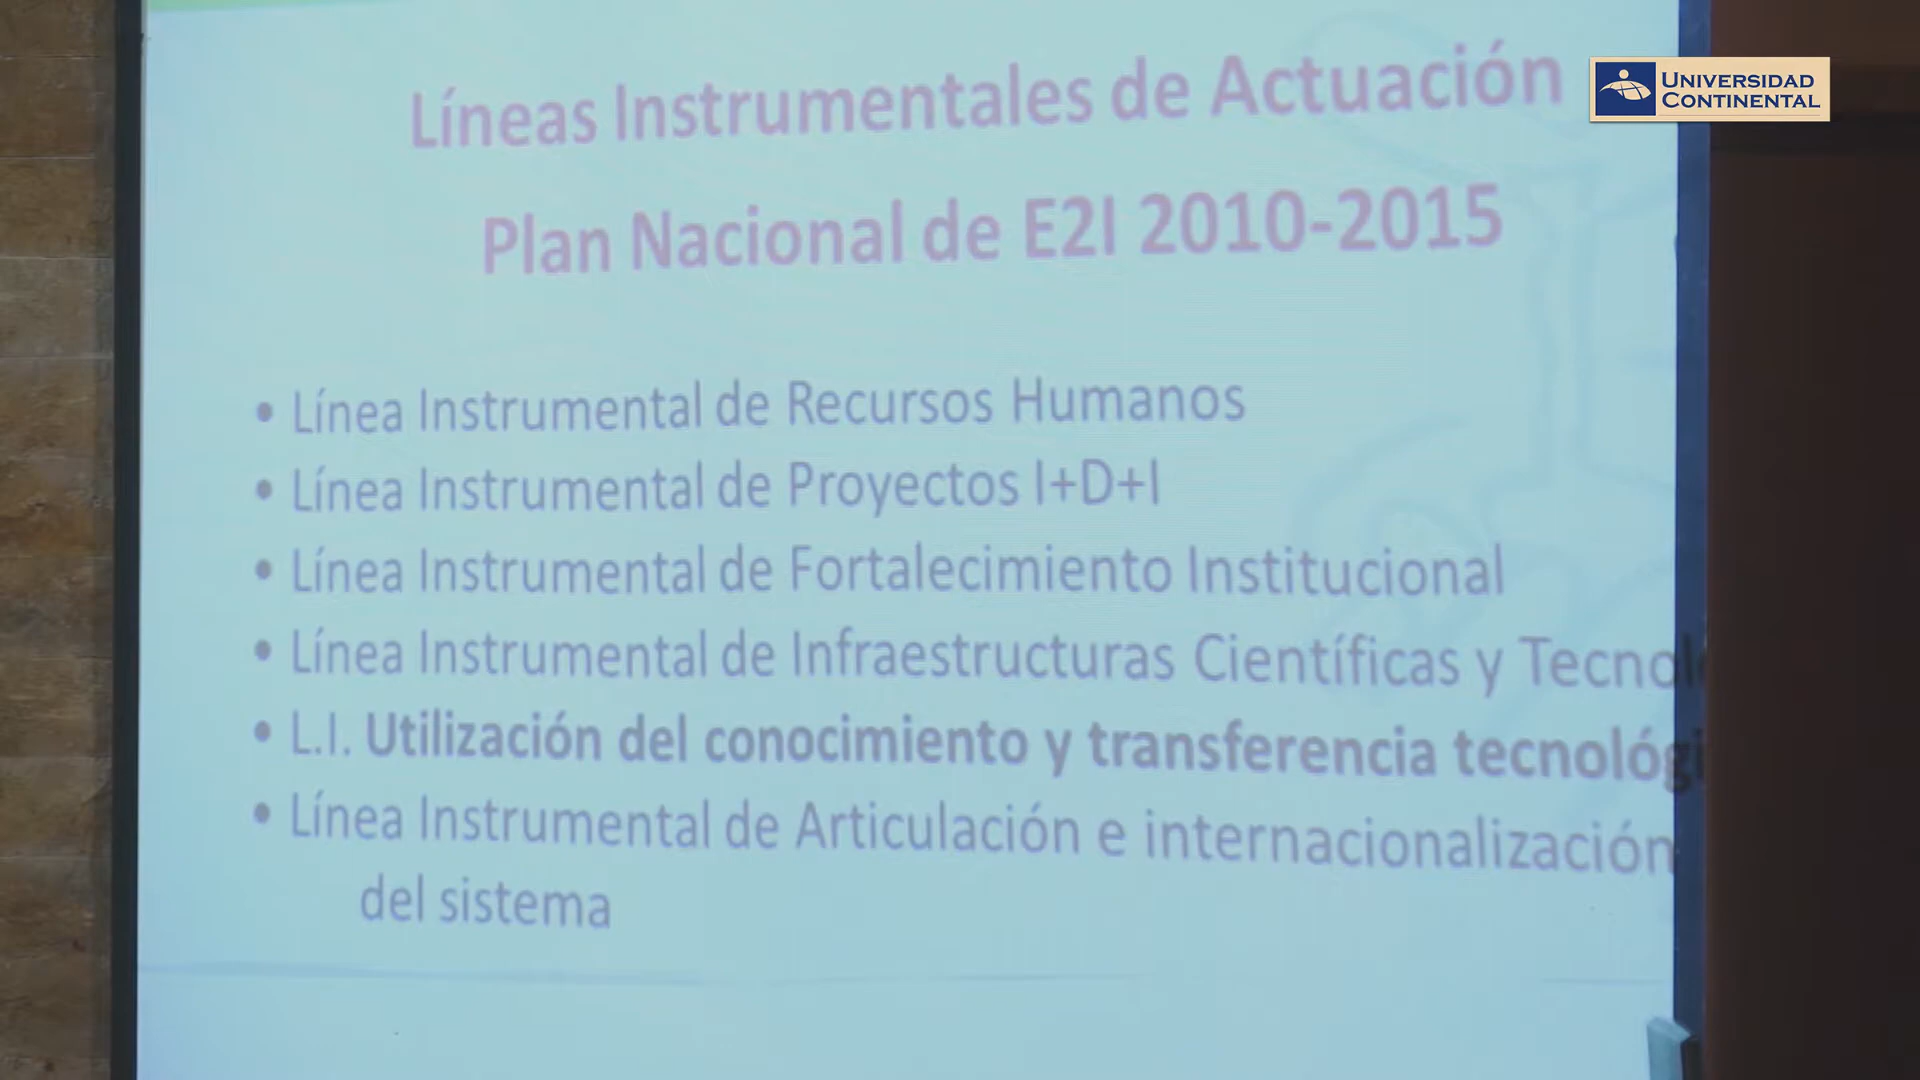 Líneas Instrumentales de Actuación
UNIVERSIDAD
CONTINENTAL
Plan Nacional de E2I 2010-2015
• Línea Instrumental de Recursos Humanos
• Línea Instrumental de Proyectos I+D+I
• Línea Instrumental de Fortalecimiento Institucional
• Línea Instrumental de Infraestructuras Científicas y
• L.I. Utilización del conocimiento y transferencia
• Línea Instrumental de Articulación e internacionalización
del sistema